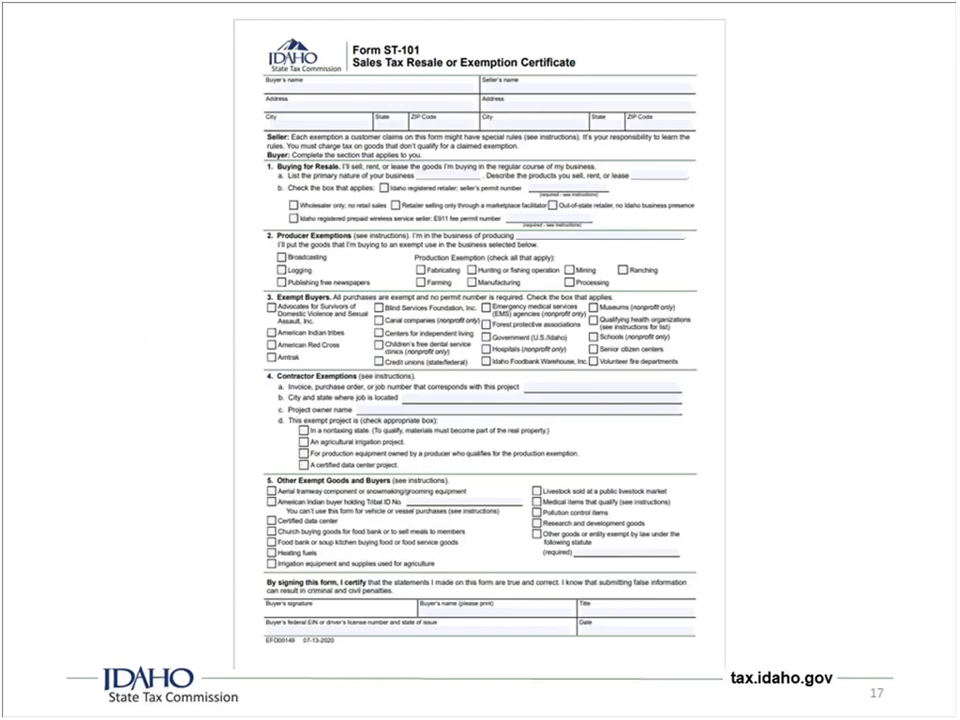 IDAHO
State Tax Commission
Form ST-101
Sales Tax Resale or Exemption Certificate
Buyer's name
Seller's name
Address
Address
City
State
ZIP Code
City
State
ZIP Code
Seller: Each exemption a customer claims on this form might have special rules (see instructions). It's your responsibility to learn the
rules. You must charge tax on goods that don't qualify for a claimed exemption.
Buyer: Complete the section that applies to you.
1. Buying for Resale. I'll sell, rent, or lease the goods I'm buying in the regular course of my business.
a. List the primary nature of your business . Describe the products you sell, rent, or lease .
b. Check the box that applies: Idaho registered retailer; seller's permit number
(required - see instructions)
Wholesaler only; no retail sales Retailer selling only through a marketplace facilitator Out-of-state retailer; no Idaho business presence
Idaho registered prepaid wireless service seller; E911 fee permit number
(required - see instructions)
2. Producer Exemptions (see instructions). I'm in the business of producing .
I'll put the goods that I'm buying to an exempt use in the business selected below.
Broadcasting
Logging
Publishing free newspapers
Production Exemption (check all that apply):
Fabricating Hunting or fishing operation Mining Ranching
Farming Manufacturing Processing
3. Exempt Buyers. All purchases are exempt and no permit number is required. Check the box that applies.
Advocates for Survivors of
Domestic Violence and Sexual
Assault, Inc.
American Indian tribes
American Red Cross
Amtrak
Blind Services Foundation, Inc.
Canal companies (nonprofit only)
Centers for independent living
Children's free dental service
clinics (nonprofit only)
Credit unions (state/federal)
Emergency medical services
(EMS) agencies (nonprofit only)
Forest protective associations
Government (U.S./Idaho)
Hospitals (nonprofit only)
Idaho Foodbank Warehouse, Inc.
Museums (nonprofit only)
Qualifying health organizations
(see instructions for list)
Schools (nonprofit only)
Senior citizen centers
Volunteer fire departments
4. Contractor Exemptions (see instructions).
a. Invoice, purchase order, or job number that corresponds with this project
b. City and state where job is located
c. Project owner name
d. This exempt project is (check appropriate box):
In a nontaxing state. (To qualify, materials must become part of the real property.)
An agricultural irrigation project.
For production equipment owned by a producer who qualifies for the production exemption.
A certified data center project.
5. Other Exempt Goods and Buyers (see instructions).
Aerial tramway component or snowmaking/grooming equipment
American Indian buyer holding Tribal ID No.
You can't use this form for vehicle or vessel purchases (see instructions)
Certified data center
Church buying goods for food bank or to sell meals to members
Food bank or soup kitchen buying food or food service goods
Heating fuels
Irrigation equipment and supplies used for agriculture
Livestock sold at a public livestock market
Medical items that qualify (see instructions)
Pollution control items
Research and development goods
Other goods or entity exempt by law under the
following statute
(required)
By signing this form, I certify that the statements I made on this form are true and correct. I know that submitting false information
can result in criminal and civil penalties.
Buyer's signature
Buyer's name (please print)
Title
Buyer's federal EIN or driver's license number and state of issue
Date
EFO00149 07-13-2020
IDAHO
State Tax Commission
tax.idaho.gov
17